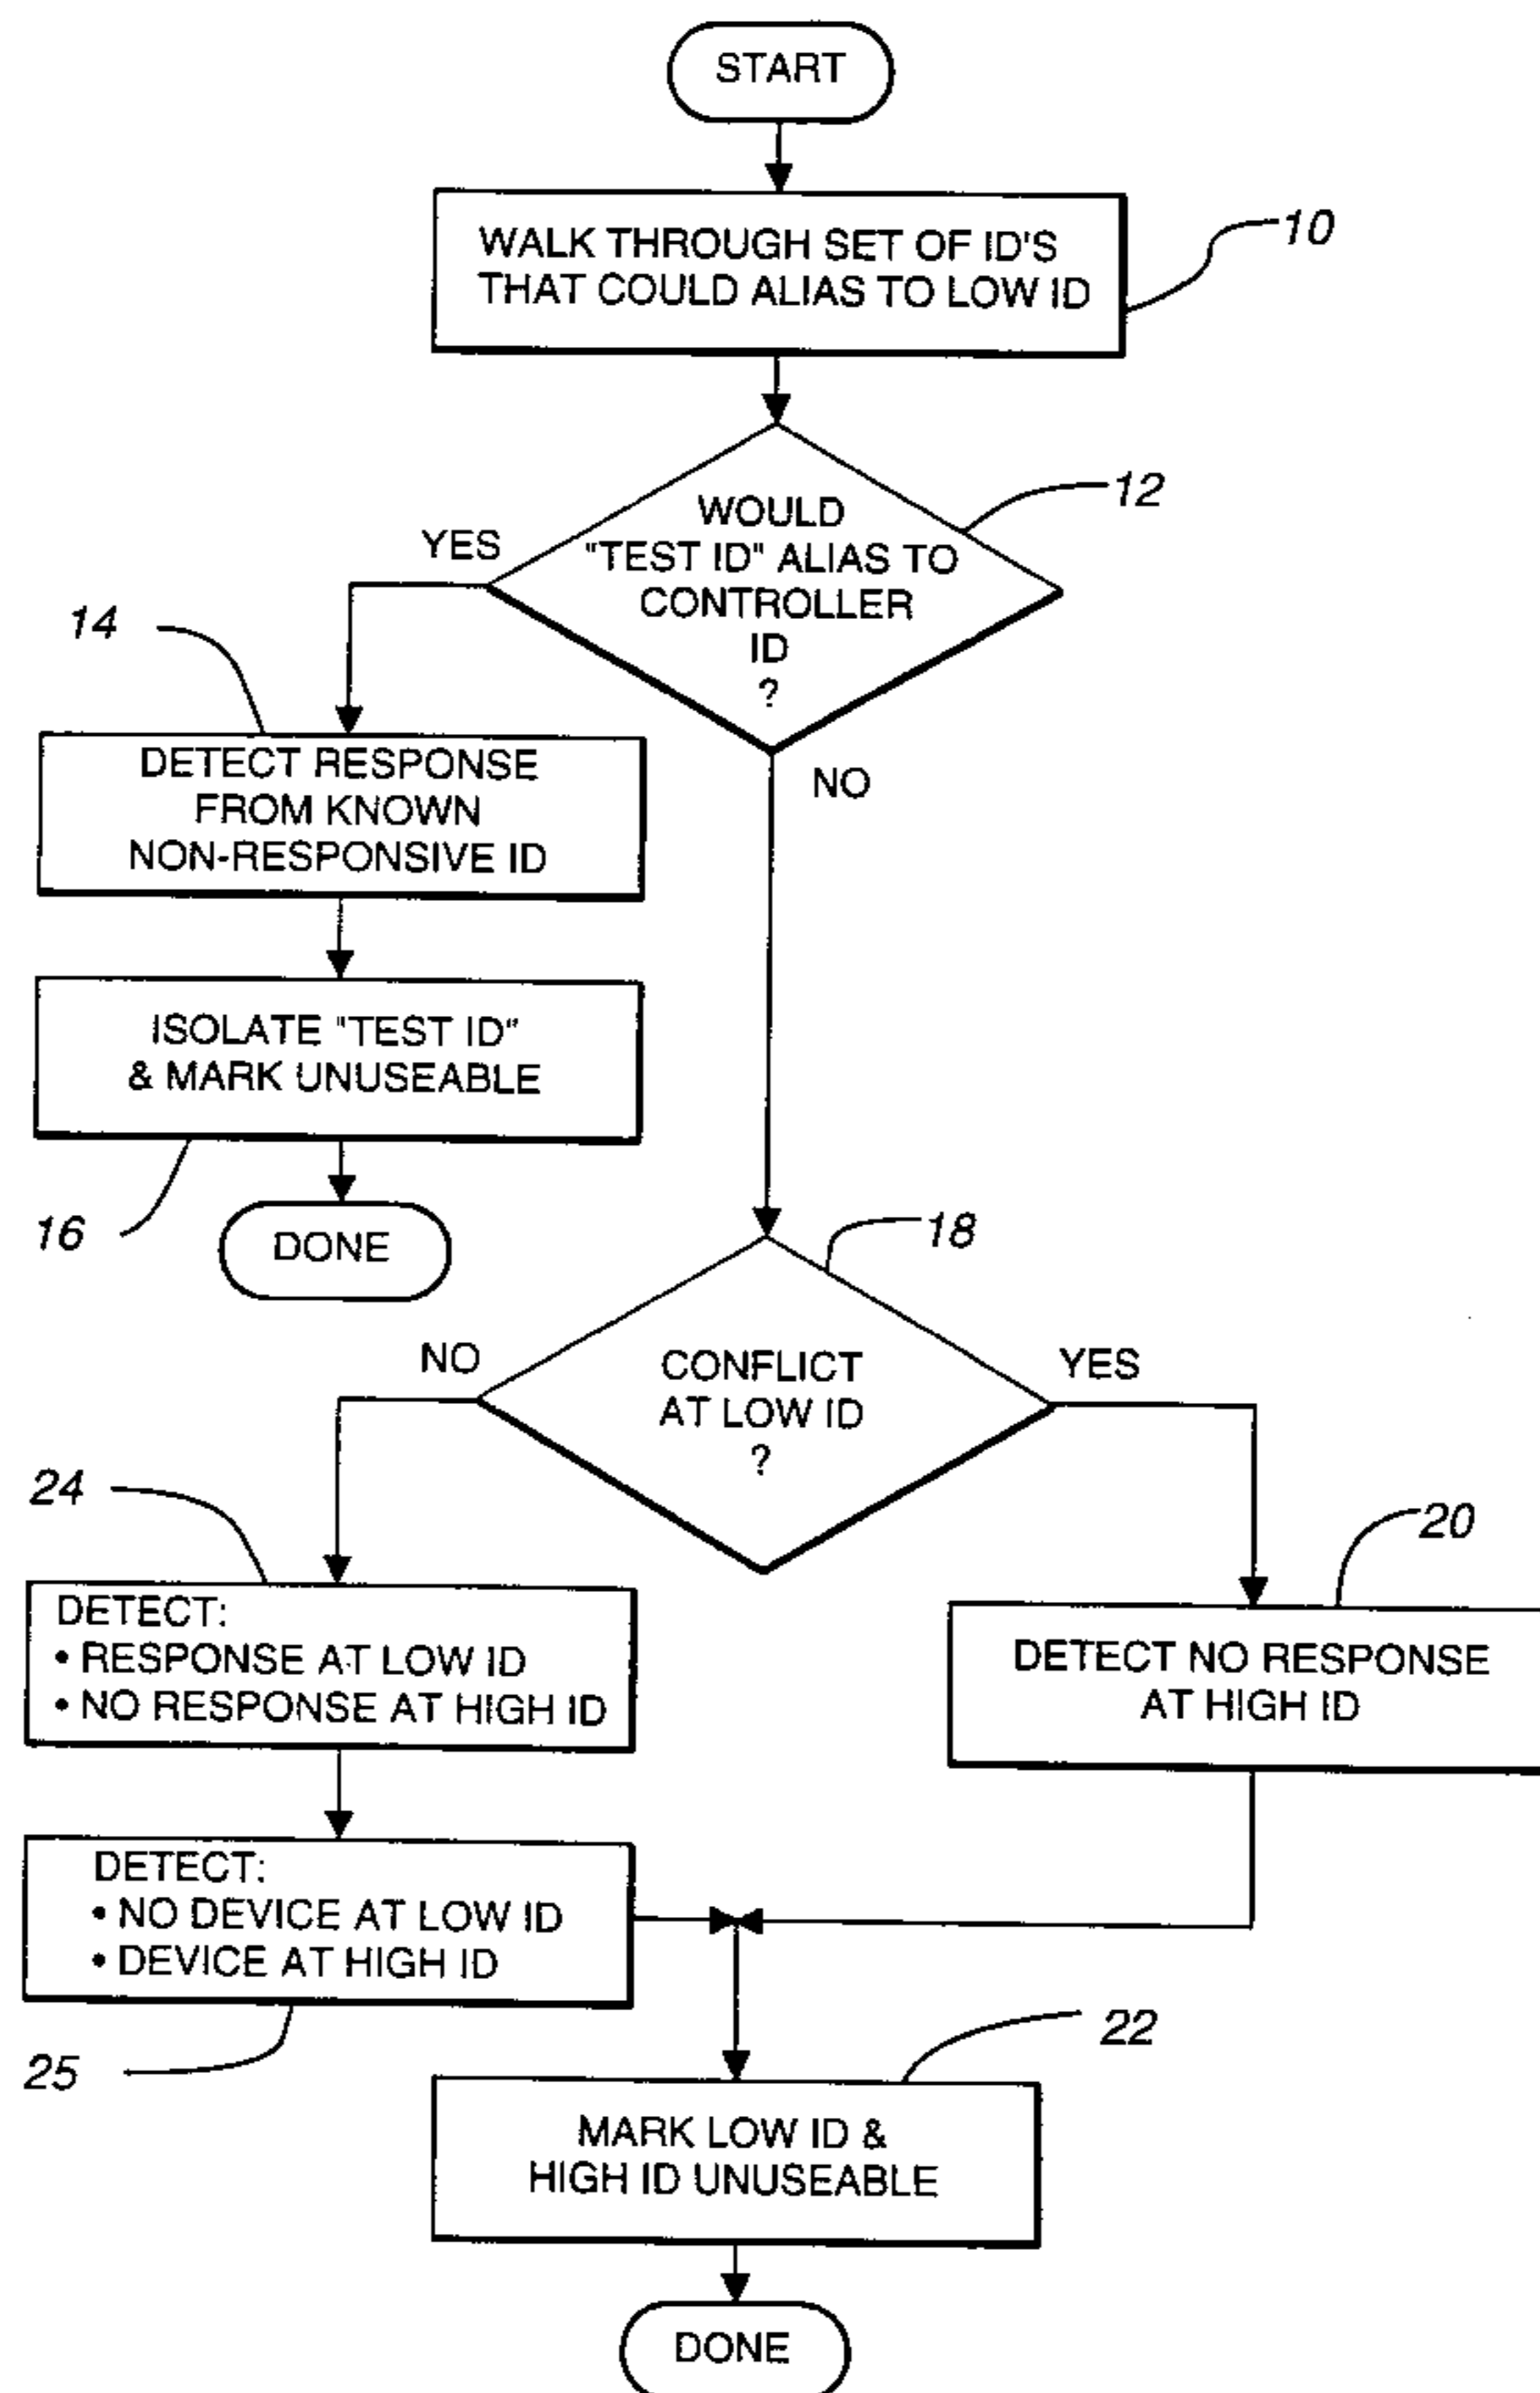 START
WALK THROUGH SET OF ID'S
THAT COULD ALIAS TO LOW ID
10
WOULD
"TEST ID" ALIAS TO
CONTROLLER
ID
?
12
YES
NO
14
DETECT RESPONSE
FROM KNOWN
NON-RESPONSIVE ID
ISOLATE "TEST ID"
& MARK UNUSEABLE
16
DONE
18
CONFLICT
AT LOW ID
?
NO
YES
24
DETECT:
• RESPONSE AT LOW ID
• NO RESPONSE AT HIGH ID
20
DETECT NO RESPONSE
AT HIGH ID
DETECT:
• NO DEVICE AT LOW ID
• DEVICE AT HIGH ID
25
22
MARK LOW ID &
HIGH ID UNUSEABLE
DONE